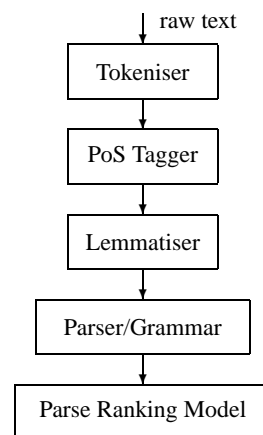 raw text
Tokeniser
PoS Tagger
Lemmatiser
Parser/Grammar
Parse Ranking Model